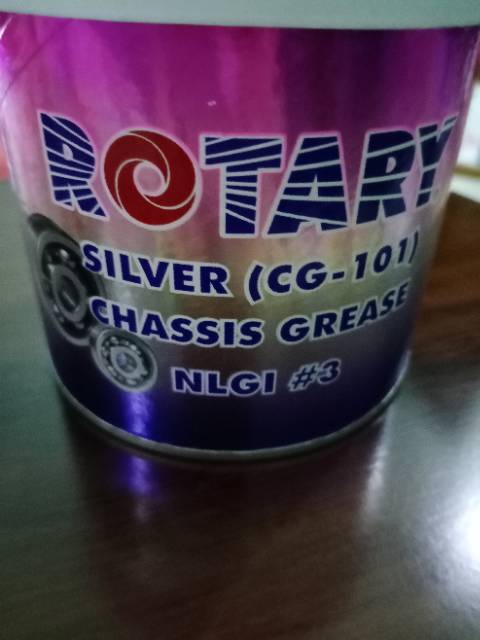 ROTARY
SILVER (CG-101)
CHASSIS GREASE
NLGI #3